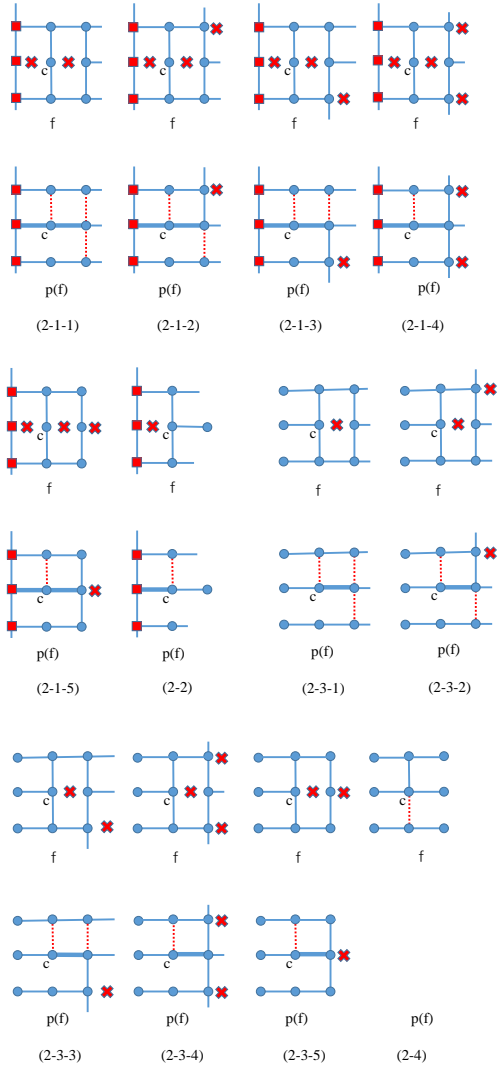 c c c c
f f f f
c c c c
p(f) p(f) p(f) p(f)
(2-1-1) (2-1-2) (2-1-3) (2-1-4)
c c c c
f f f f
c c c c
p(f) p(f) p(f) p(f)
(2-1-5) (2-2) (2-3-1) (2-3-2)
c c c c
f f f f
c c c
p(f) p(f) p(f) p(f)
(2-3-3) (2-3-4) (2-3-5) (2-4)